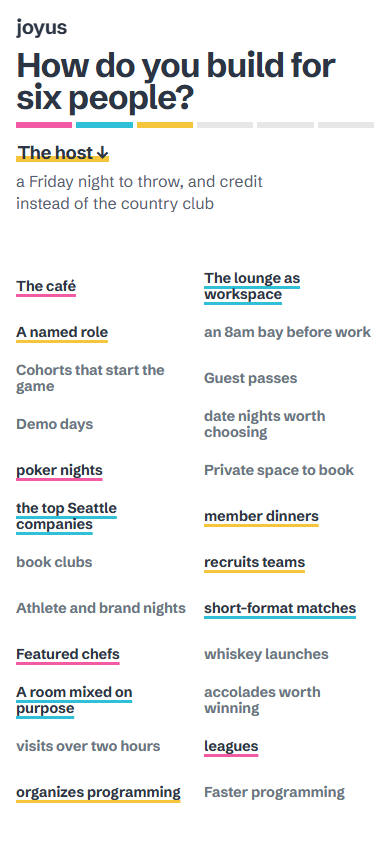 joyus
How do you build for
six people?
The host ↓
a Friday night to throw, and credit
instead of the country club
The café
The lounge as
workspace
A named role
an 8am bay before work
Cohorts that start the
game
Guest passes
Demo days
date nights worth
choosing
poker nights
Private space to book
the top Seattle
companies
member dinners
book clubs
recruits teams
Athlete and brand nights
short-format matches
Featured chefs
whiskey launches
A room mixed on
purpose
accolades worth
winning
visits over two hours
leagues
organizes programming
Faster programming